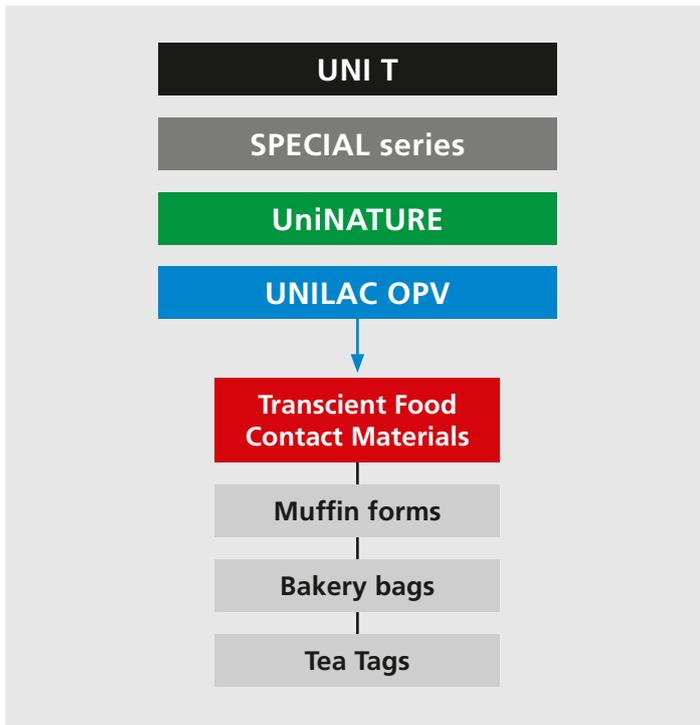 UNI T
SPECIAL series
UniNATURE
UNILAC OPV
Transcient Food
Contact Materials
Muffin forms
Bakery bags
Tea Tags